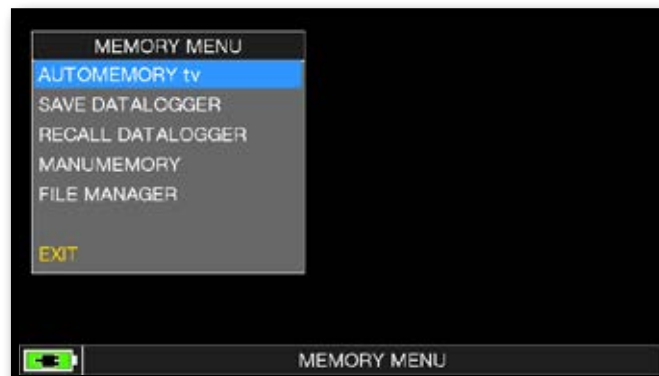 MEMORY MENU
AUTOMEMORY tv
SAVE DATALOGGER
RECALL DATALOGGER
MANUMEMORY
FILE MANAGER
EXIT
MEMORY MENU